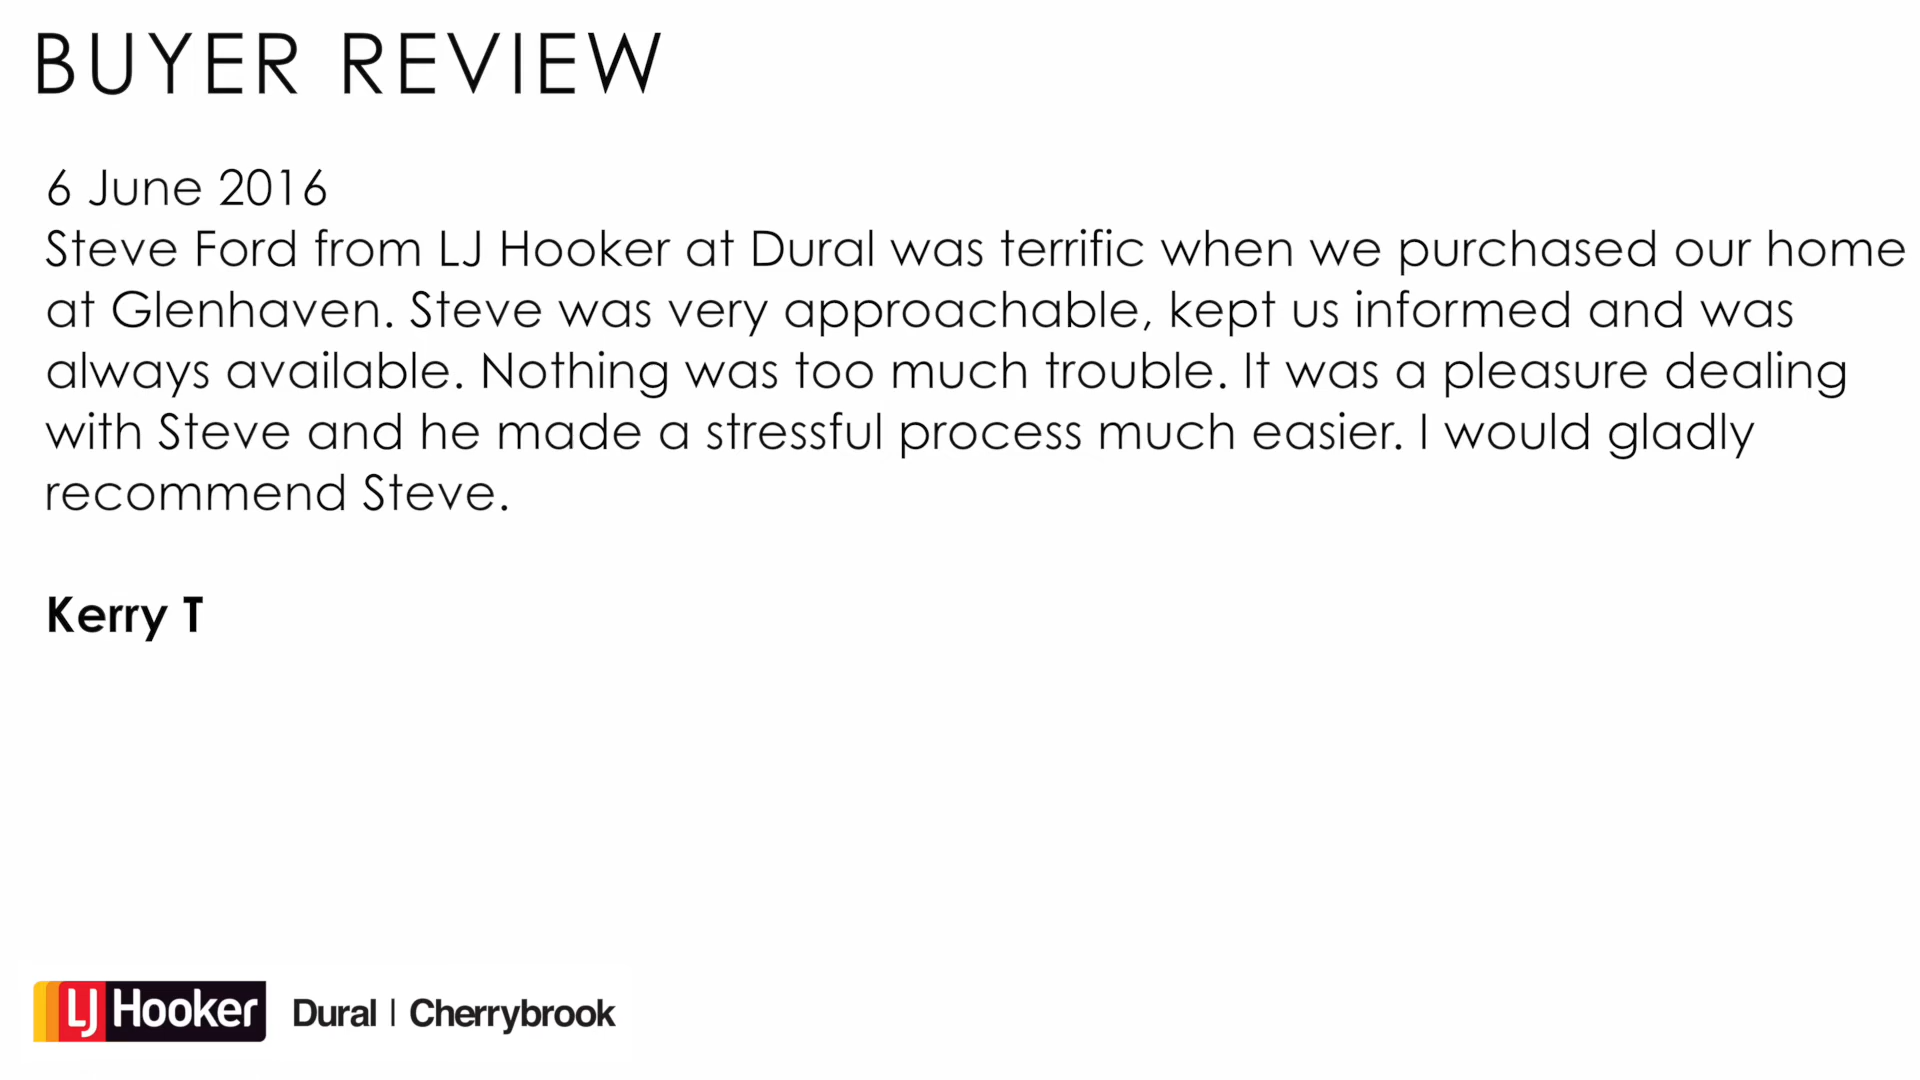 BUYER REVIEW
6 June 2016
Steve Ford from LJ Hooker at Dural was terrific when we purchased our home
at Glenhaven. Steve was very approachable, kept us informed and was
always available. Nothing was too much trouble. It was a pleasure dealing
with Steve and he made a stressful process much easier. I would gladly
recommend Steve.
Kerry T
LJ Hooker Dural | Cherrybrook